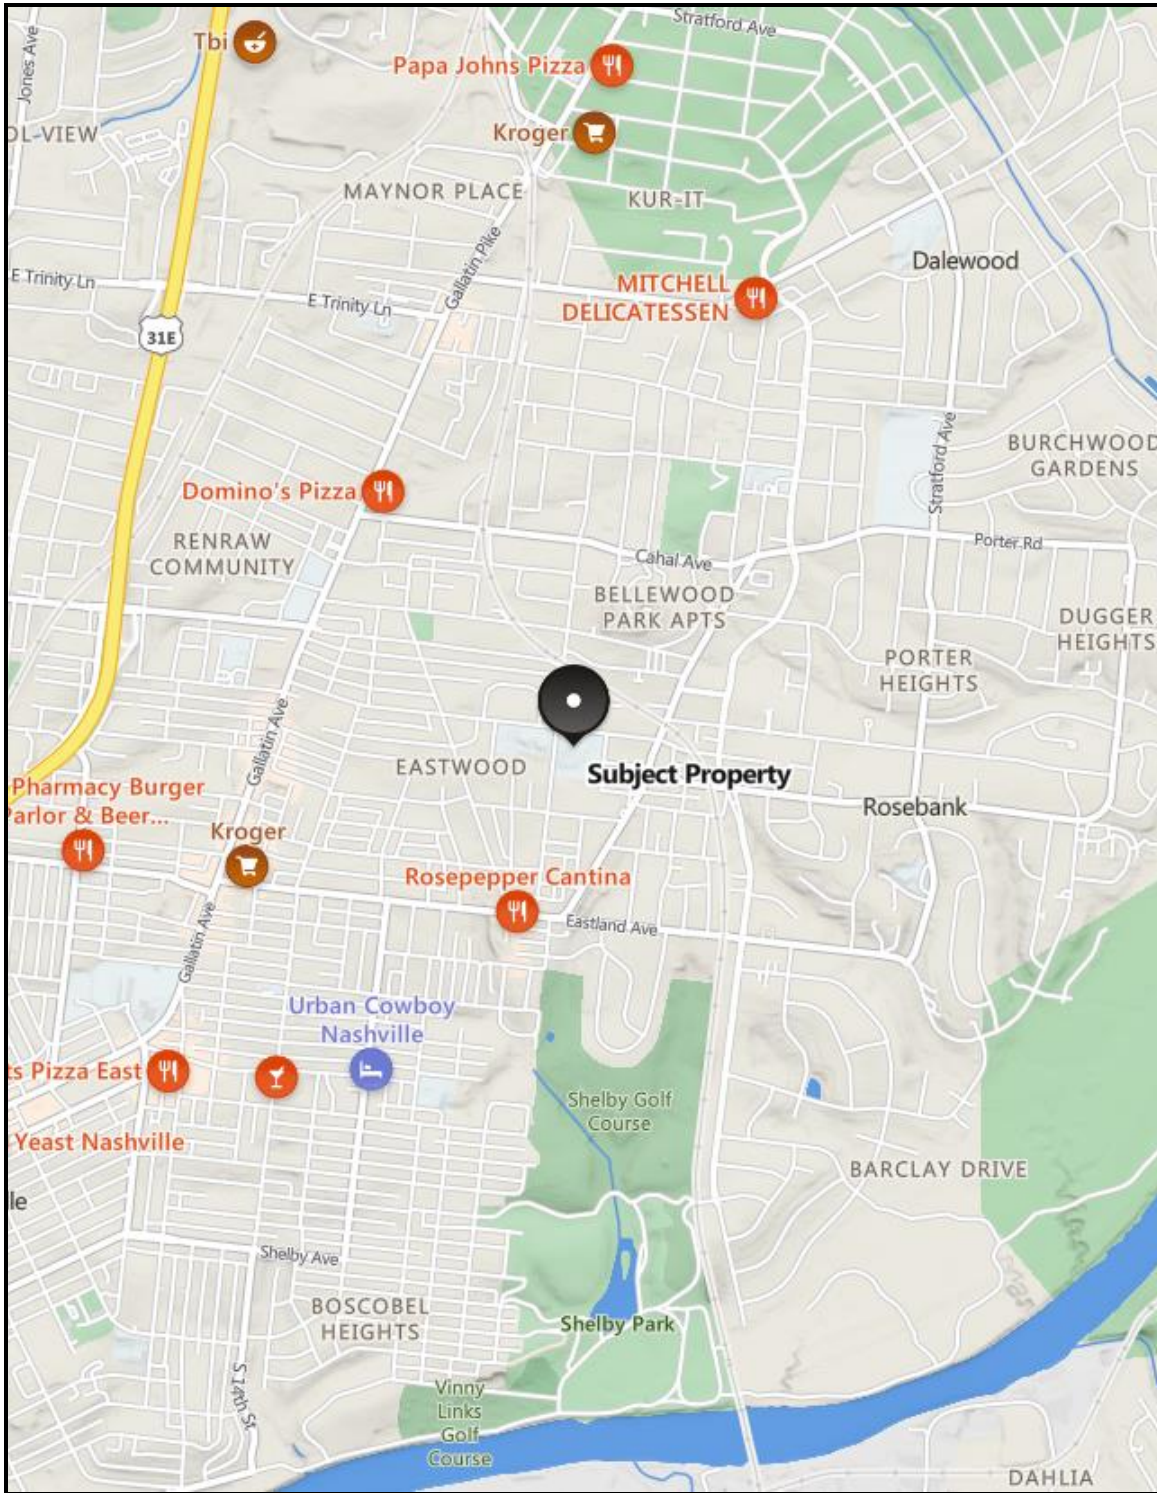 Stratford Ave
Tbi
Jones Ave
Papa Johns Pizza
Kroger
OL-VIEW
MAYNOR PLACE
KUR-IT
Gallatin Pike
Dalewood
E Trinity Ln
E Trinity Ln
MITCHELL
DELICATESSEN
31E
BURCHWOOD
GARDENS
Stratford Ave
Domino's Pizza
RENRAW
COMMUNITY
Cahal Ave
Porter Rd
BELLEWOOD
PARK APTS
DUGGER
HEIGHTS
PORTER
HEIGHTS
Gallatin Ave
EASTWOOD
Subject Property
Pharmacy Burger
Parlor & Beer...
Rosebank
Kroger
Rosepepper Cantina
Eastland Ave
Gallatin Ave
Urban Cowboy
Nashville
ts Pizza East
Shelby Golf
Course
Yeast Nashville
BARCLAY DRIVE
le
Shelby Ave
BOSCOBEL
HEIGHTS
Shelby Park
S 14th St
Vinny
Links
Golf
Course
DAHLIA